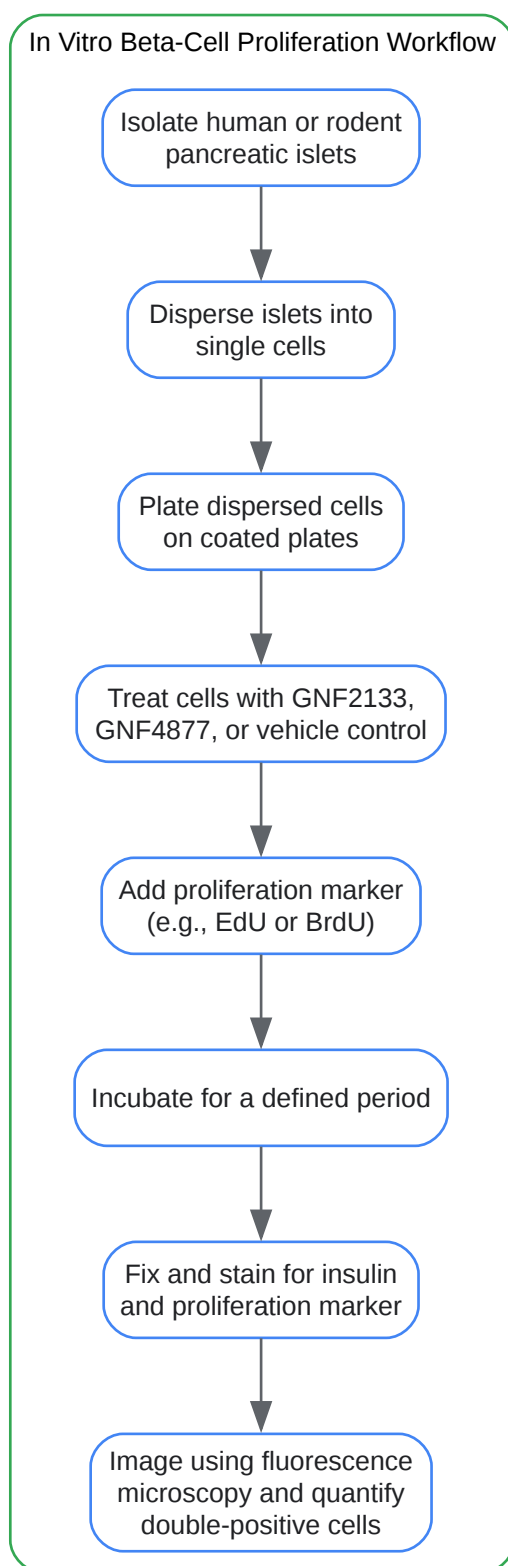 In Vitro Beta-Cell Proliferation Workflow
Isolate human or rodent
pancreatic islets
Disperse islets into
single cells
Plate dispersed cells
on coated plates
Treat cells with GNF2133,
GNF4877, or vehicle control
Add proliferation marker
(e.g., EdU or BrdU)
Incubate for a defined period
Fix and stain for insulin
and proliferation marker
Image using fluorescence
microscopy and quantify
double-positive cells